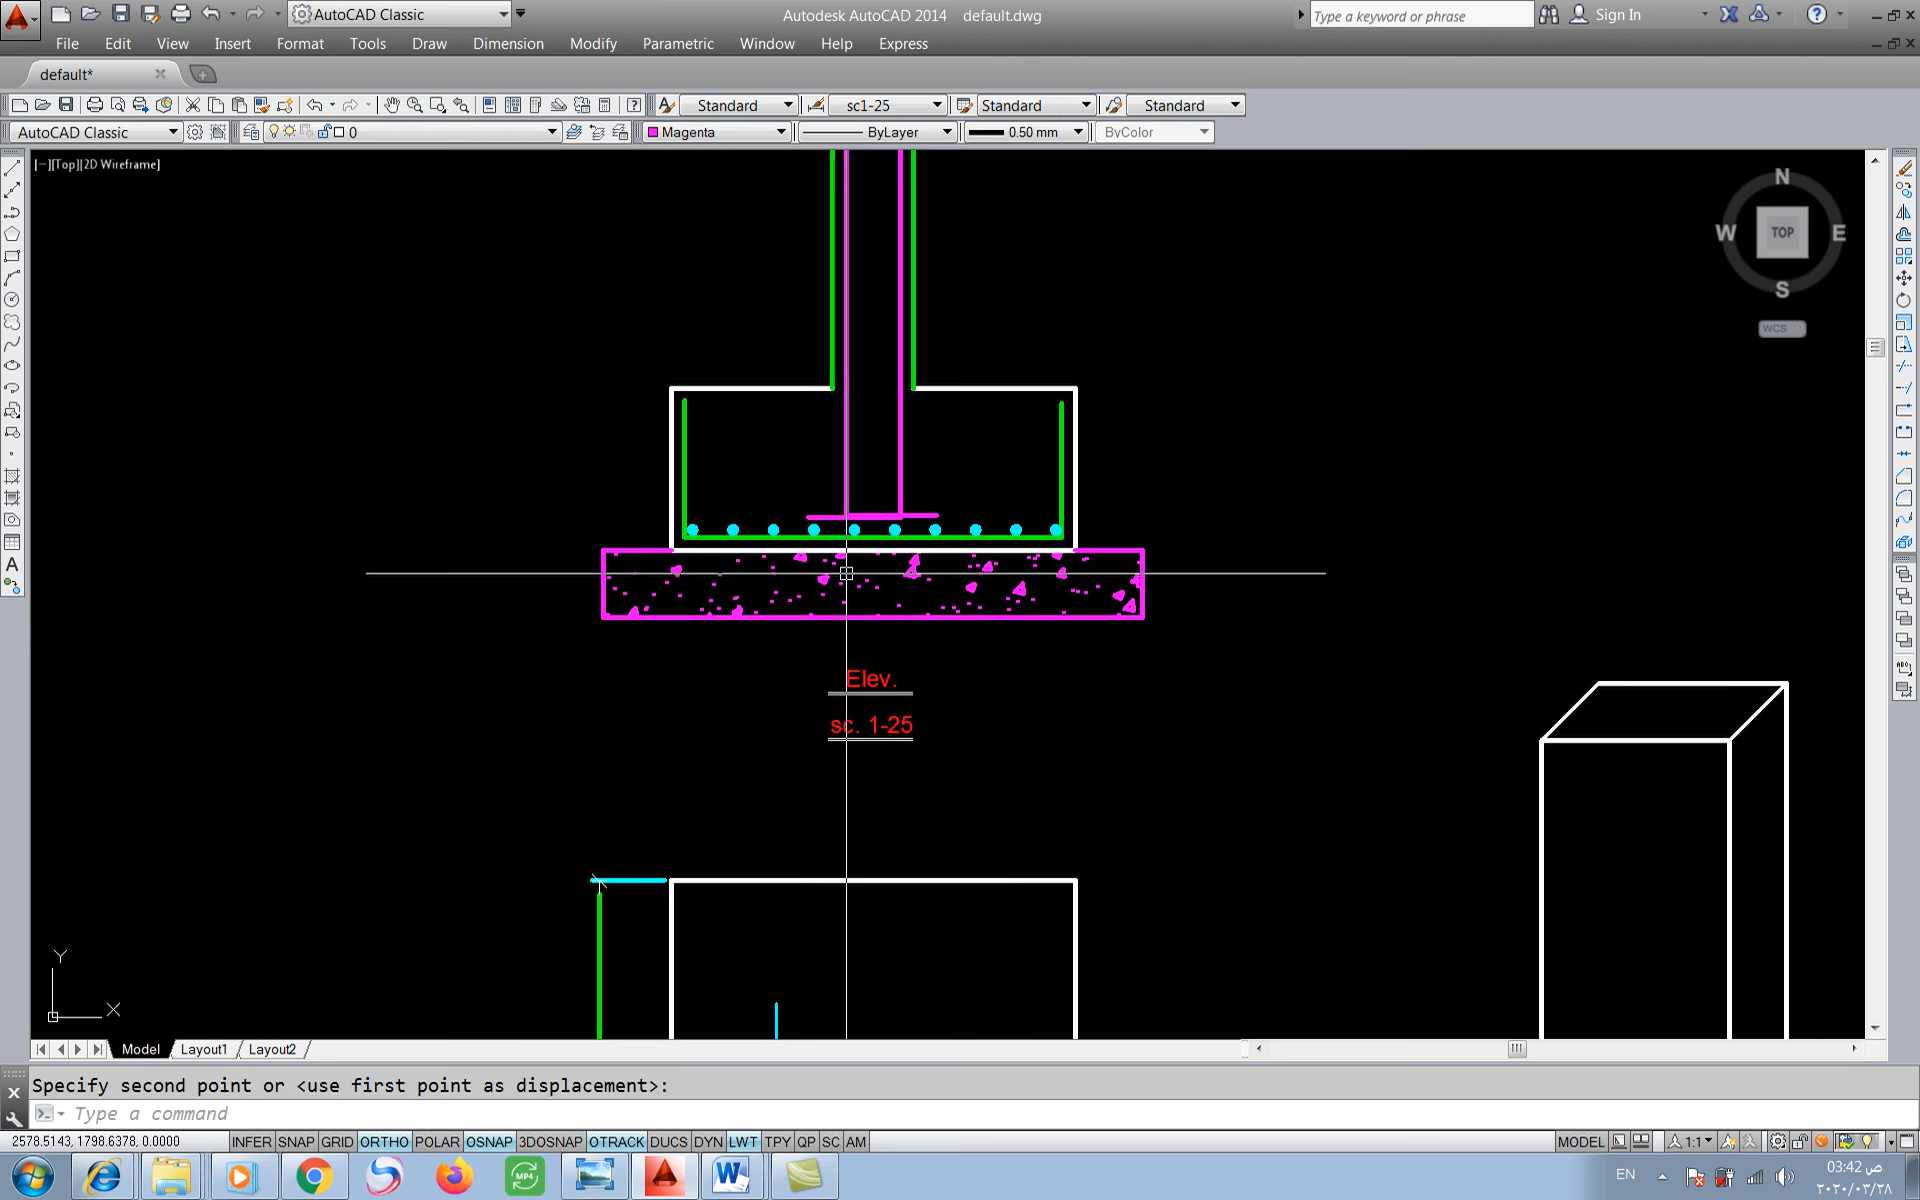 AutoCAD Classic
Autodesk AutoCAD 2014 default.dwg
Type a keyword or phrase
Sign In
File Edit View Insert Format Tools Draw Dimension Modify Parametric Window Help Express
default*
Standard sc1-25 Standard Standard
AutoCAD Classic 0 Magenta ByLayer 0.50 mm ByColor
[−][Top][2D Wireframe]
N
W TOP E
S
WCS
A
Elev.
sc. 1-25
Y
X
Model Layout1 Layout2
Specify second point or <use first point as displacement>:
Type a command
2578.5143, 1798.6378, 0.0000 INFER SNAP GRID ORTHO POLAR OSNAP 3DOSNAP OTRACK DUCS DYN LWT TPY QP SC AM MODEL 1:1
MP4
W
EN
03:42 ص
٢٠٢٠/٠٣/٢٨